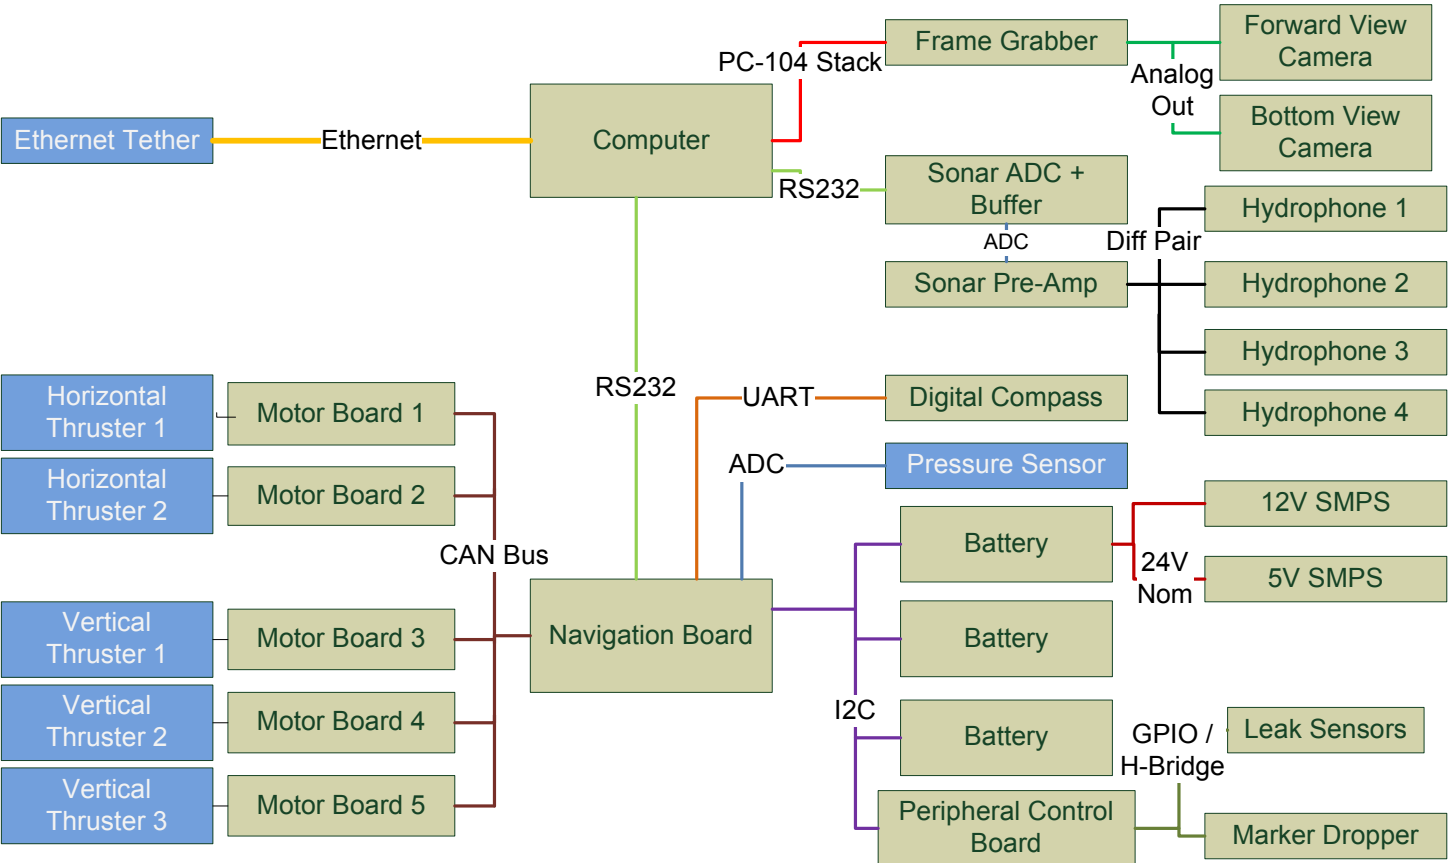 Frame Grabber
Forward View
Camera
PC-104 Stack
Analog
Out
Bottom View
Camera
Ethernet Tether
Ethernet
Computer
RS232
Sonar ADC +
Buffer
Hydrophone 1
ADC
Diff Pair
Sonar Pre-Amp
Hydrophone 2
Hydrophone 3
Hydrophone 4
Horizontal
Thruster 1
Motor Board 1
RS232
UART
Digital Compass
Horizontal
Thruster 2
Motor Board 2
ADC
Pressure Sensor
12V SMPS
CAN Bus
Battery
24V
Nom
5V SMPS
Vertical
Thruster 1
Motor Board 3
Navigation Board
Battery
Vertical
Thruster 2
Motor Board 4
I2C
Battery
GPIO /
H-Bridge
Leak Sensors
Vertical
Thruster 3
Motor Board 5
Peripheral Control
Board
Marker Dropper